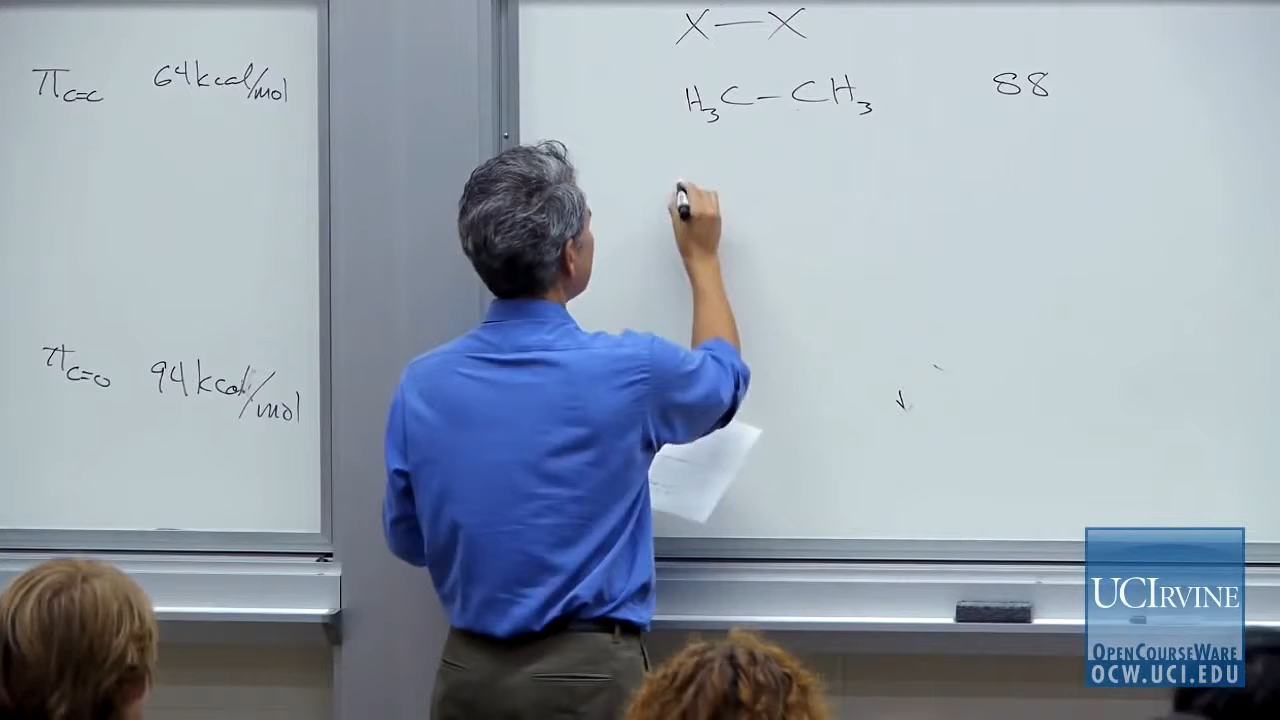 π C=C 64 kcal/mol
π C=O 94 kcal/mol
X — X
H₃C – CH₃ 88
UCIRVINE
OPENCOURSEWARE
OCW.UCI.EDU